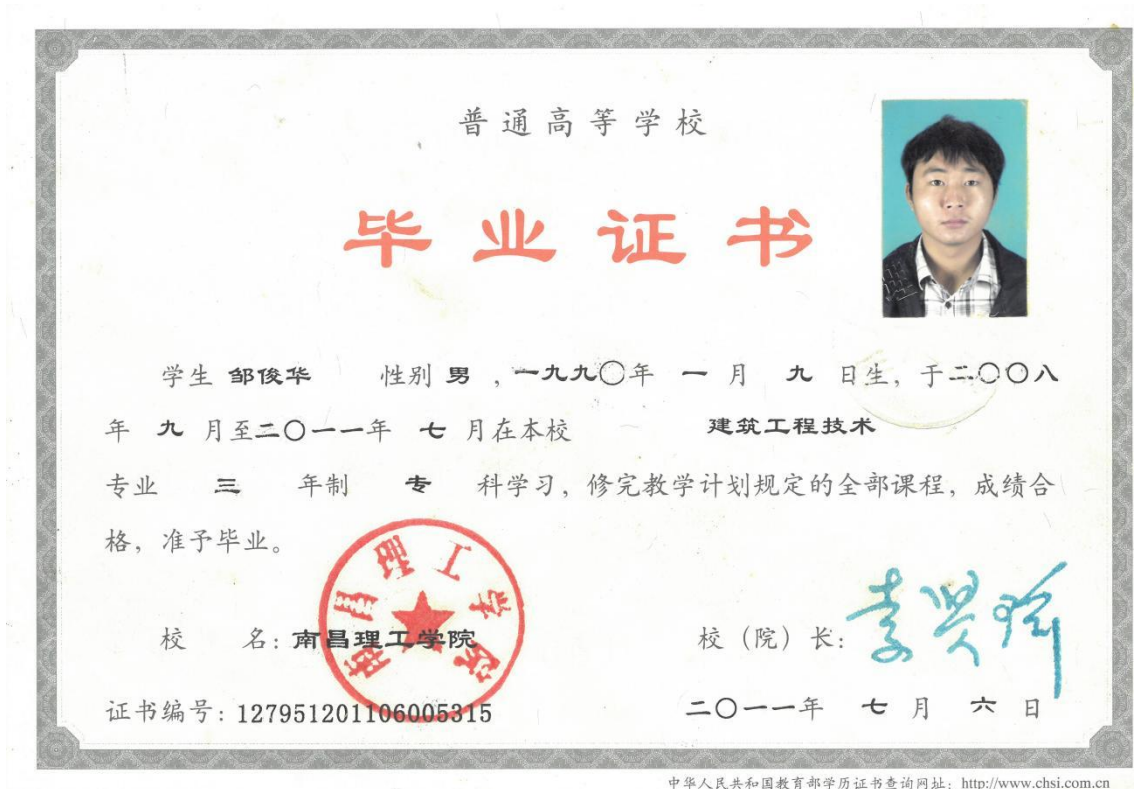 普通高等学校
毕业证书
学生 邹俊华 性别 男 ，一九九〇年 一 月 九 日生，于二〇〇八
年 九 月至二〇一一年 七 月在本校 建筑工程技术
专业 三 年制 专 科学习，修完教学计划规定的全部课程，成绩合
格，准予毕业。
南昌理工学院
校 名：南昌理工学院 校（院）长：
证书编号：127951201106005315 二〇一一年 七 月 六 日
中华人民共和国教育部学历证书查询网址：http://www.chsi.com.cn